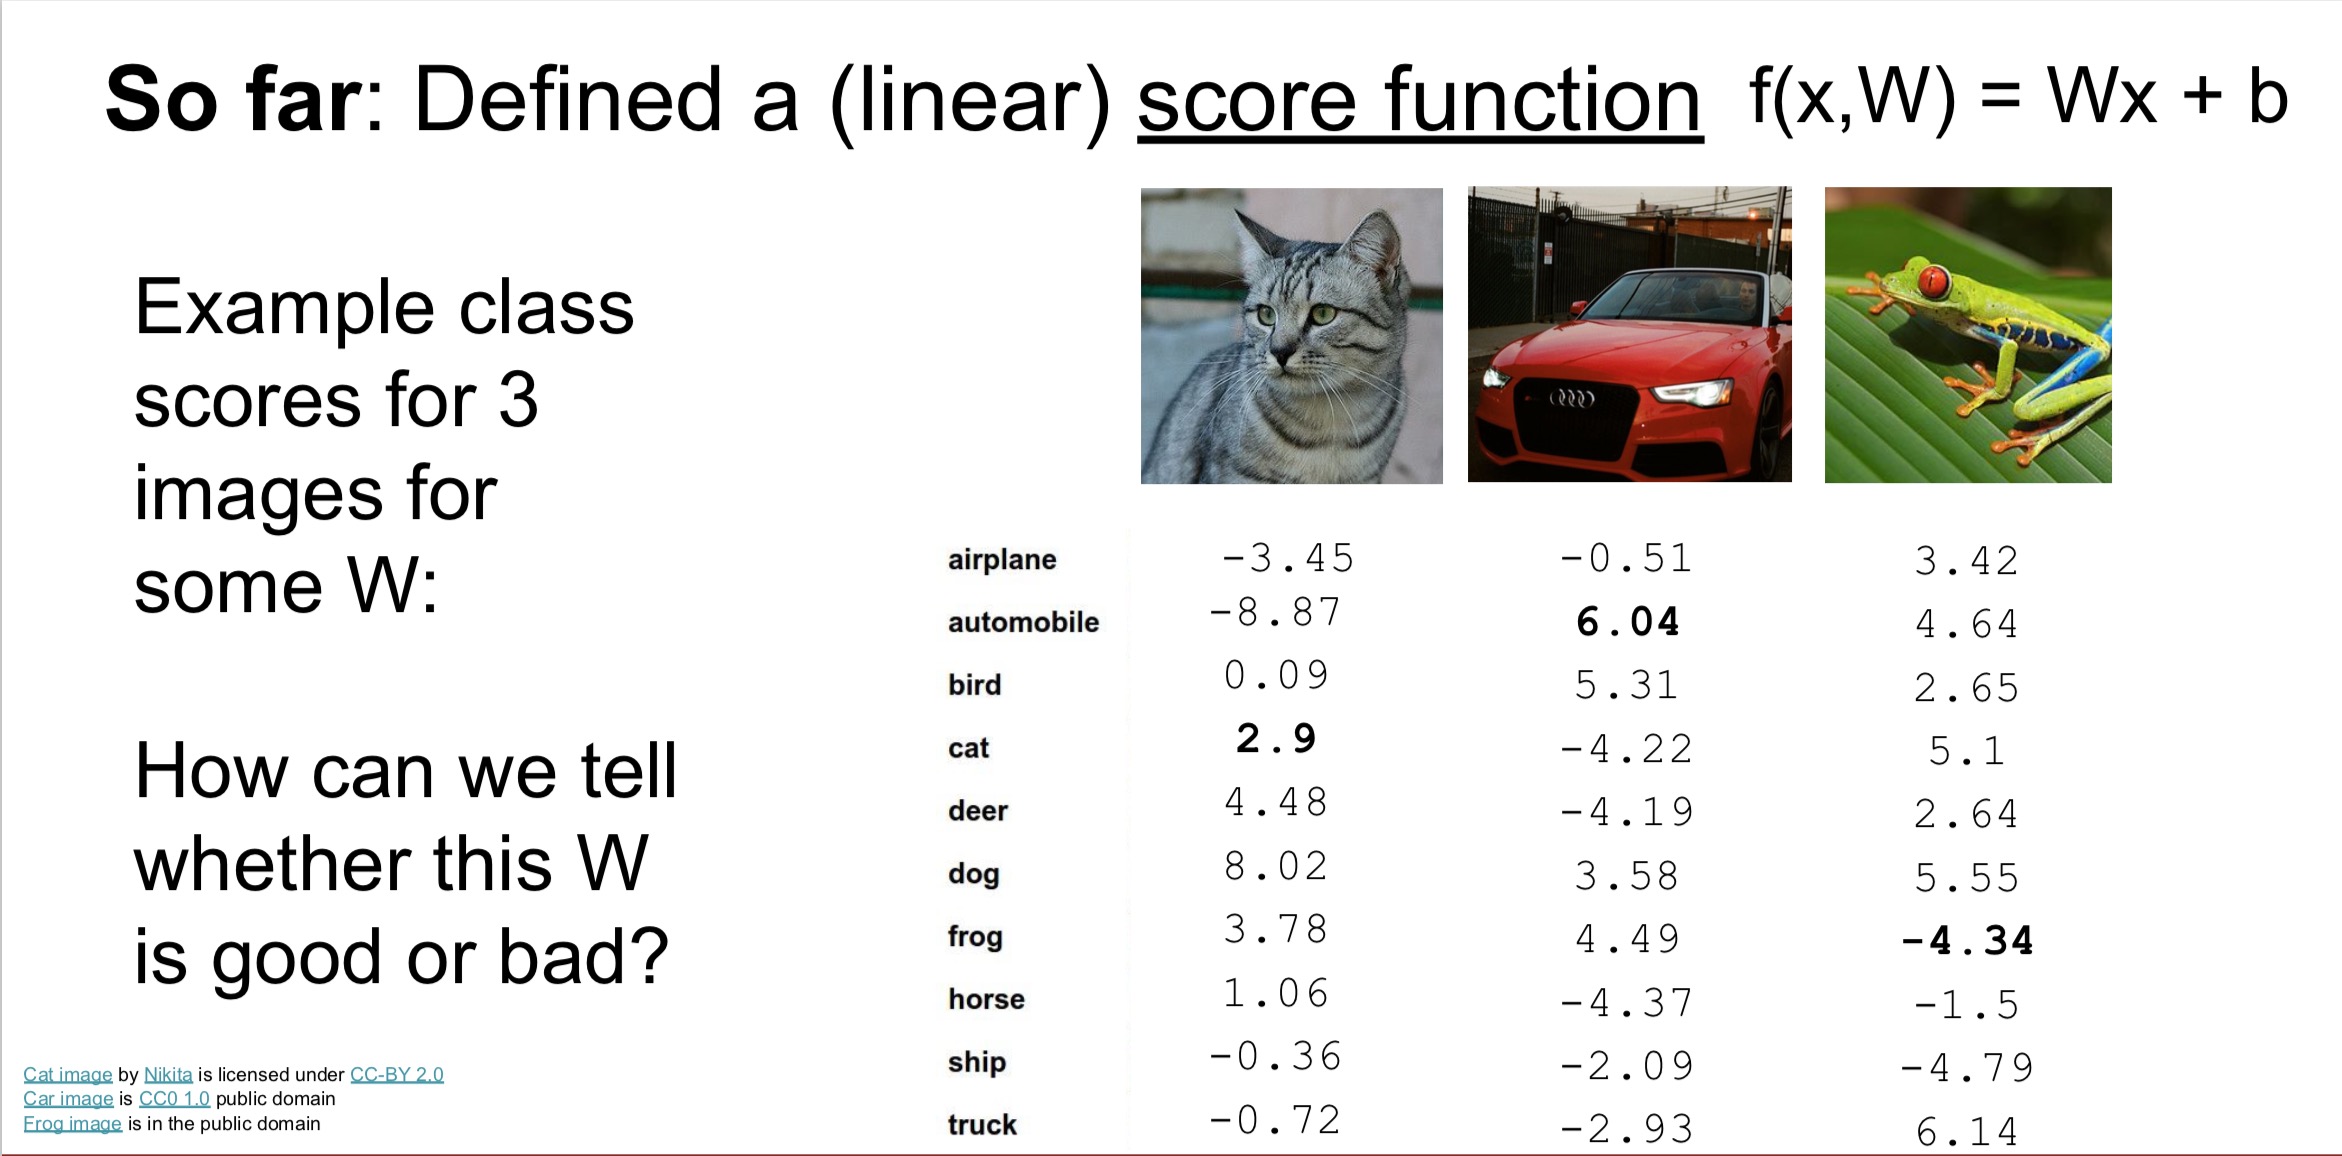 So far: Defined a (linear) score function f(x,W) = Wx + b
Example class
scores for 3
images for
some W:
How can we tell
whether this W
is good or bad?
airplane -3.45 -0.51 3.42
automobile -8.87 6.04 4.64
bird 0.09 5.31 2.65
cat 2.9 -4.22 5.1
deer 4.48 -4.19 2.64
dog 8.02 3.58 5.55
frog 3.78 4.49 -4.34
horse 1.06 -4.37 -1.5
ship -0.36 -2.09 -4.79
truck -0.72 -2.93 6.14
Cat image by Nikita is licensed under CC-BY 2.0
Car image is CC0 1.0 public domain
Frog image is in the public domain